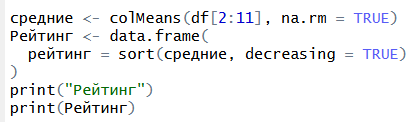 средние <- colMeans(df[2:11], na.rm = TRUE)
Рейтинг <- data.frame(
  рейтинг = sort(средние, decreasing = TRUE)
)
print("Рейтинг")
print(Рейтинг)